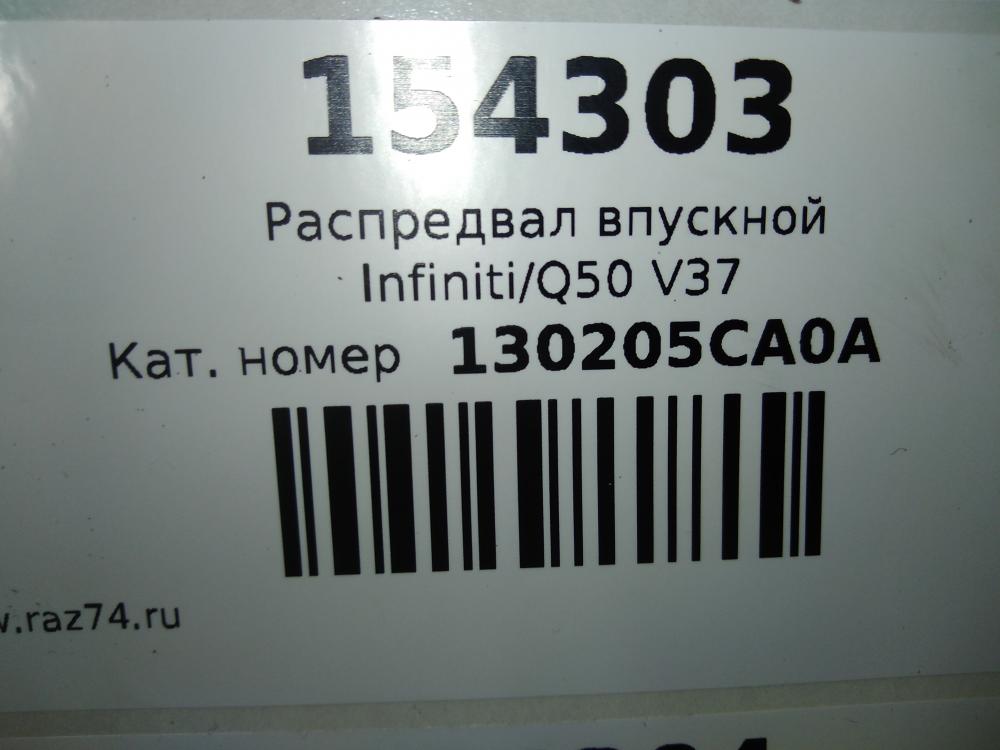 154303
Распредвал впускной
Infiniti/Q50 V37
Кат. номер 130205CA0A
w.raz74.ru